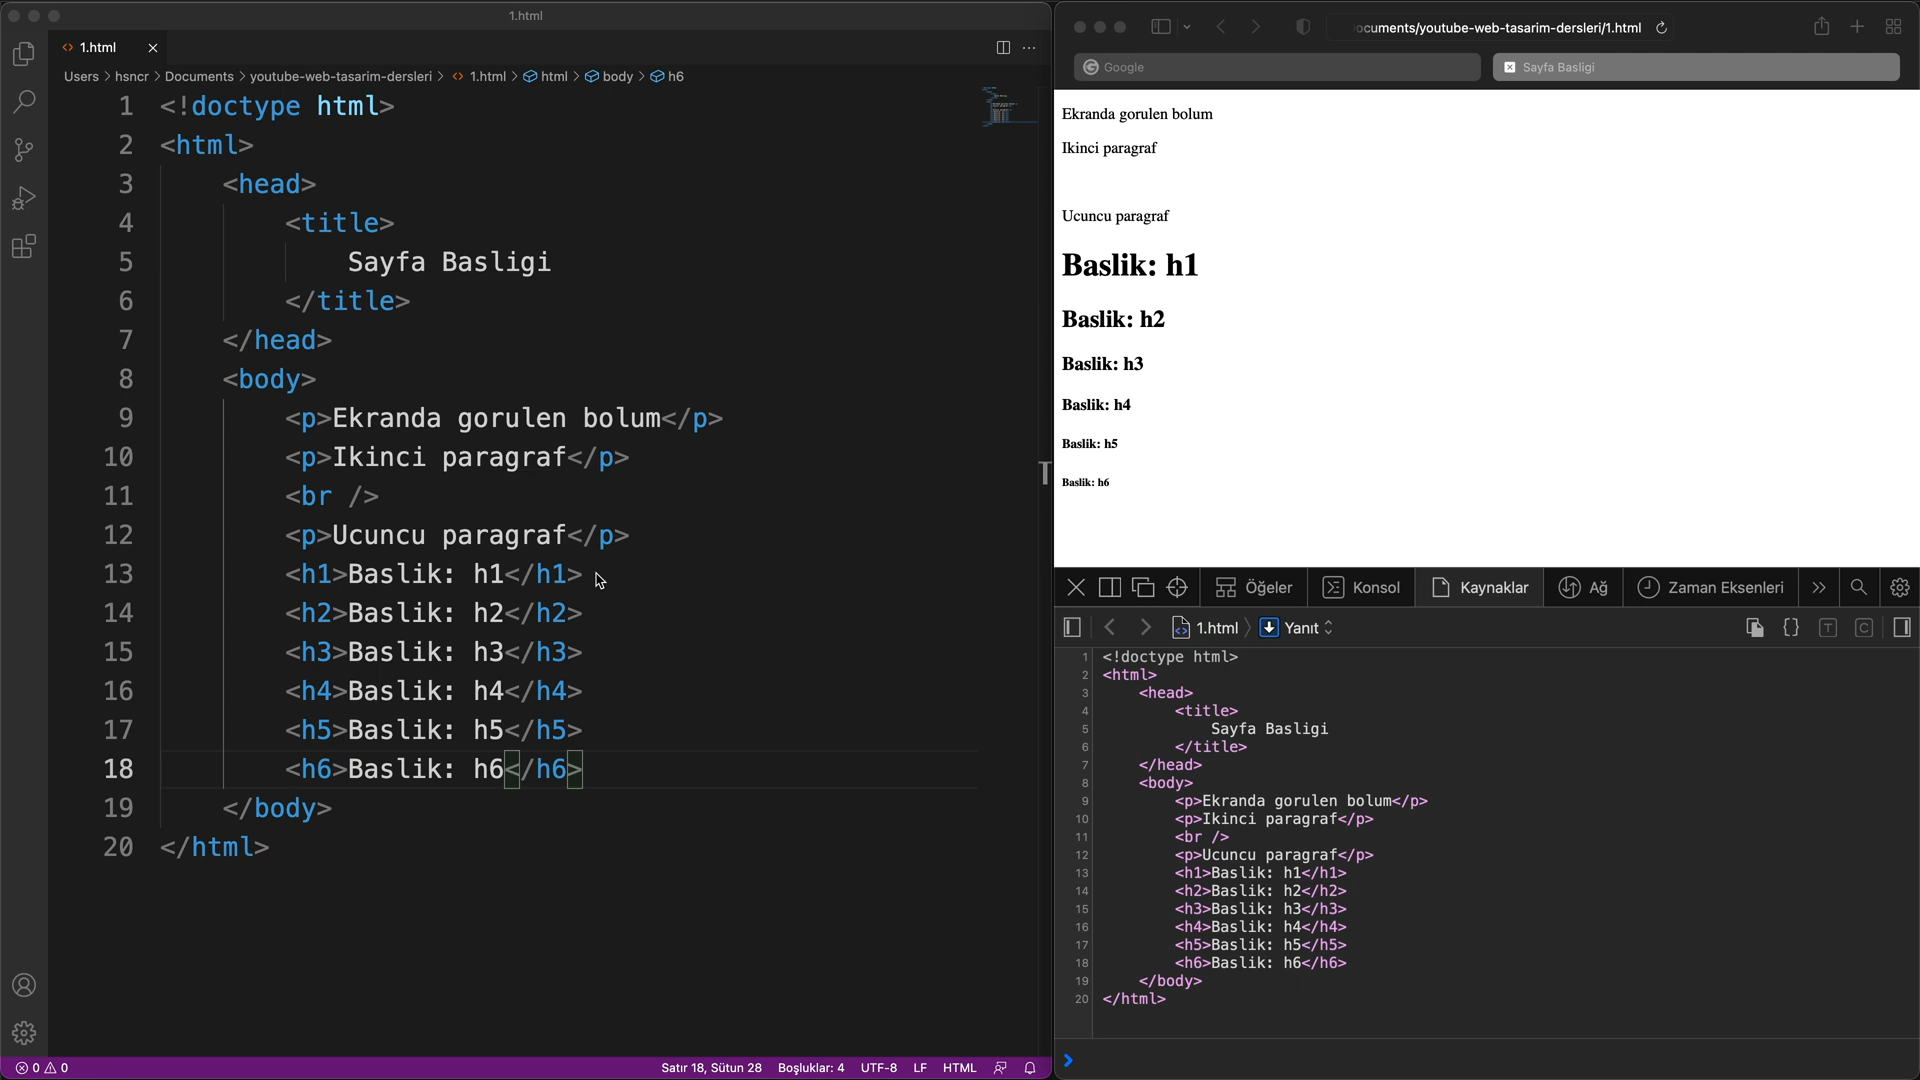 1.html
1.html
Users > hsncr > Documents > youtube-web-tasarim-dersleri > 1.html > html > body > h6
1 <!doctype html>
2 <html>
3 <head>
4 <title>
5 Sayfa Basligi
6 </title>
7 </head>
8 <body>
9 <p>Ekranda gorulen bolum</p>
10 <p>Ikinci paragraf</p>
11 <br />
12 <p>Ucuncu paragraf</p>
13 <h1>Baslik: h1</h1>
14 <h2>Baslik: h2</h2>
15 <h3>Baslik: h3</h3>
16 <h4>Baslik: h4</h4>
17 <h5>Baslik: h5</h5>
18 <h6>Baslik: h6</h6>
19 </body>
20 </html>
0 0
Satır 18, Sütun 28 Boşluklar: 4 UTF-8 LF HTML
ocuments/youtube-web-tasarim-dersleri/1.html
Google
Sayfa Basligi
Ekranda gorulen bolum
Ikinci paragraf
Ucuncu paragraf
Baslik: h1
Baslik: h2
Baslik: h3
Baslik: h4
Baslik: h5
Baslik: h6
Öğeler Konsol Kaynaklar Ağ Zaman Eksenleri
1.html Yanıt
1 <!doctype html>
2 <html>
3 <head>
4 <title>
5 Sayfa Basligi
6 </title>
7 </head>
8 <body>
9 <p>Ekranda gorulen bolum</p>
10 <p>Ikinci paragraf</p>
11 <br />
12 <p>Ucuncu paragraf</p>
13 <h1>Baslik: h1</h1>
14 <h2>Baslik: h2</h2>
15 <h3>Baslik: h3</h3>
16 <h4>Baslik: h4</h4>
17 <h5>Baslik: h5</h5>
18 <h6>Baslik: h6</h6>
19 </body>
20 </html>